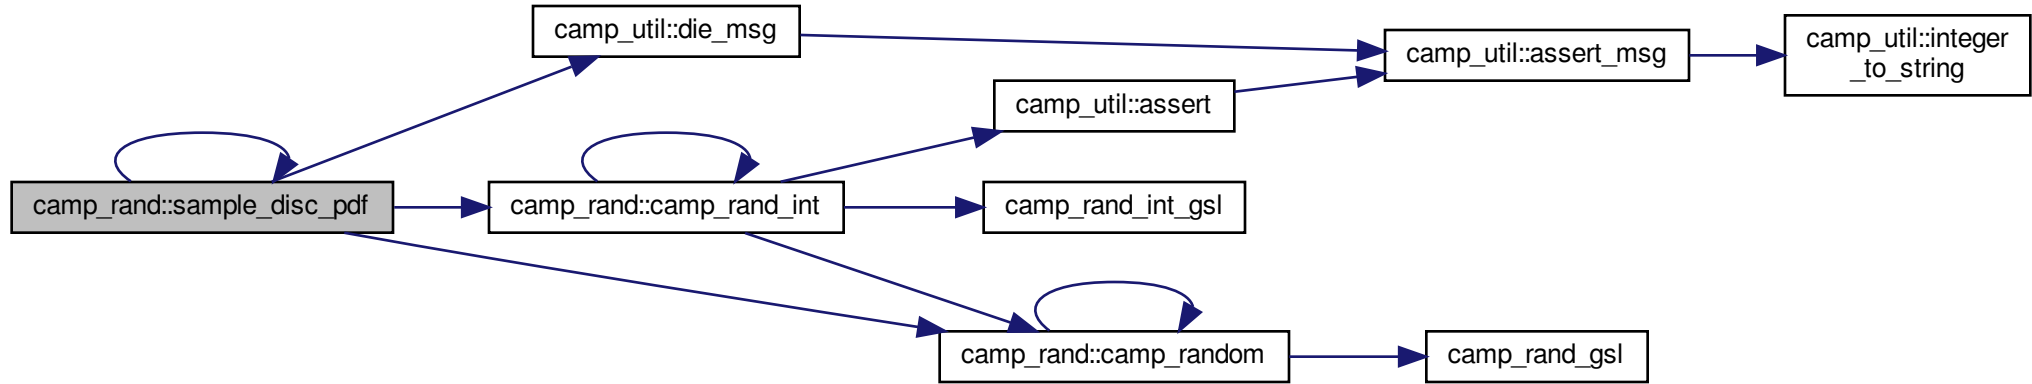 camp_util::die_msg
camp_util::assert_msg
camp_util::integer
_to_string
camp_util::assert
camp_rand::sample_disc_pdf
camp_rand::camp_rand_int
camp_rand_int_gsl
camp_rand::camp_random
camp_rand_gsl